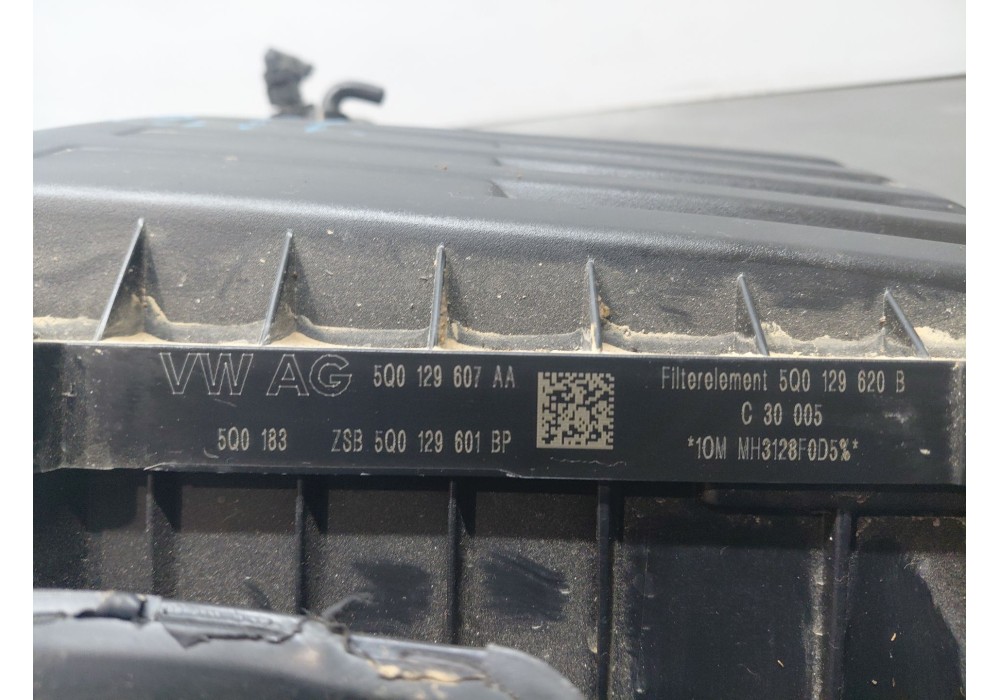 VW AG 5Q0 129 607 AA
5Q0 183 ZSB 5Q0 129 601 BP
Filterelement 5Q0 129 620 B
C 30 005
*1OM MH3128F0D5%*